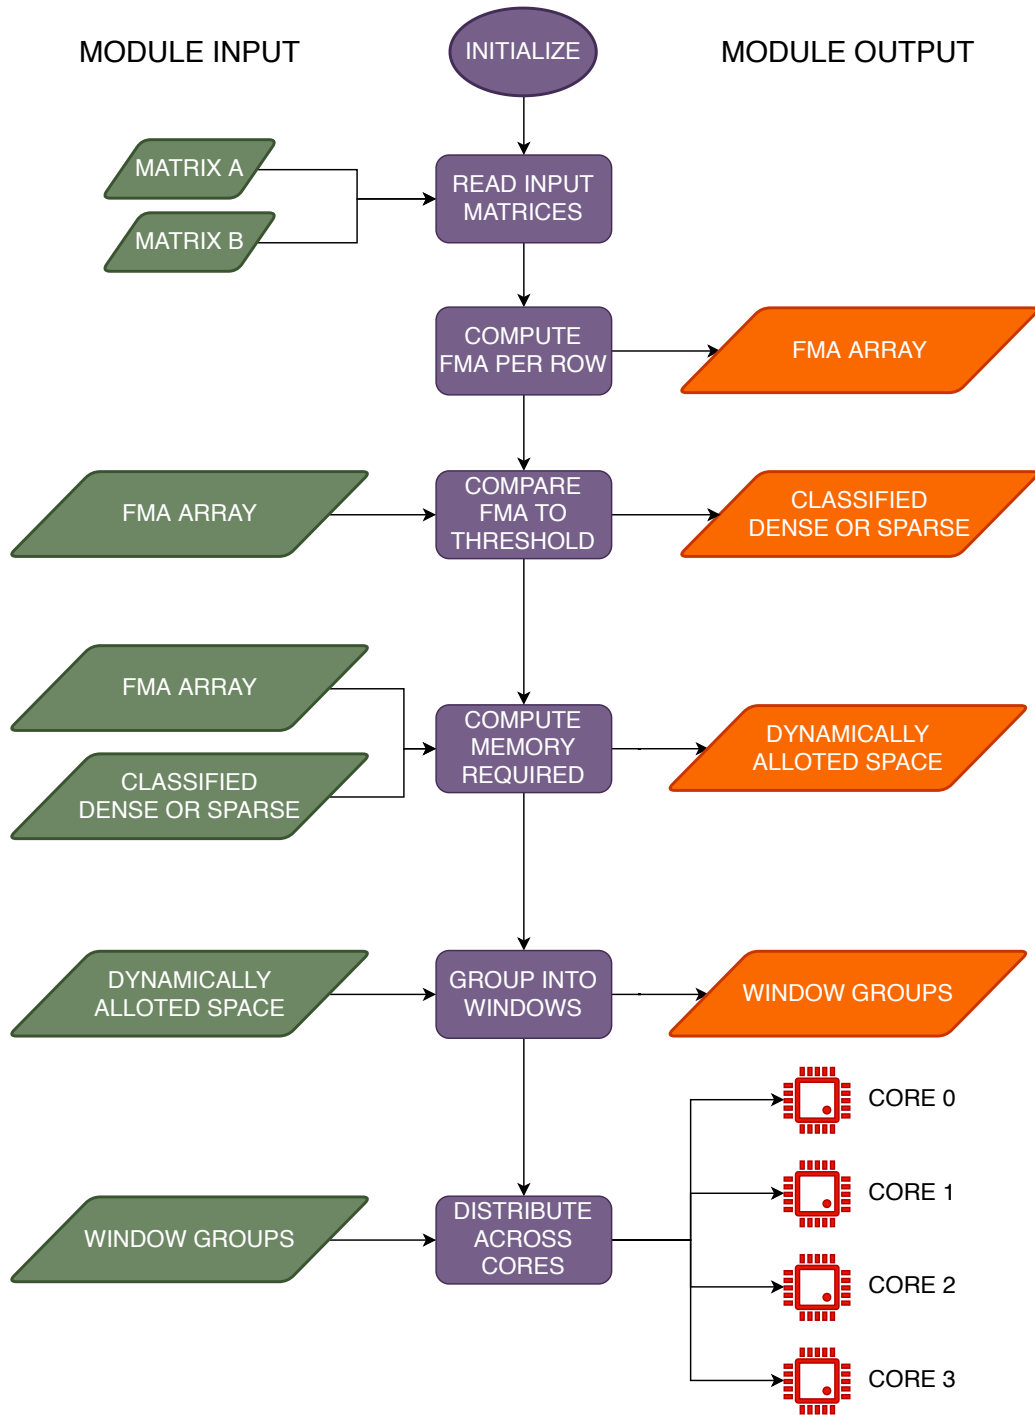 MODULE INPUT
INITIALIZE
MODULE OUTPUT
MATRIX A
MATRIX B
READ INPUT
MATRICES
COMPUTE
FMA PER ROW
FMA ARRAY
FMA ARRAY
COMPARE
FMA TO
THRESHOLD
CLASSIFIED
DENSE OR SPARSE
FMA ARRAY
CLASSIFIED
DENSE OR SPARSE
COMPUTE
MEMORY
REQUIRED
DYNAMICALLY
ALLOTED SPACE
DYNAMICALLY
ALLOTED SPACE
GROUP INTO
WINDOWS
WINDOW GROUPS
WINDOW GROUPS
DISTRIBUTE
ACROSS
CORES
CORE 0
CORE 1
CORE 2
CORE 3